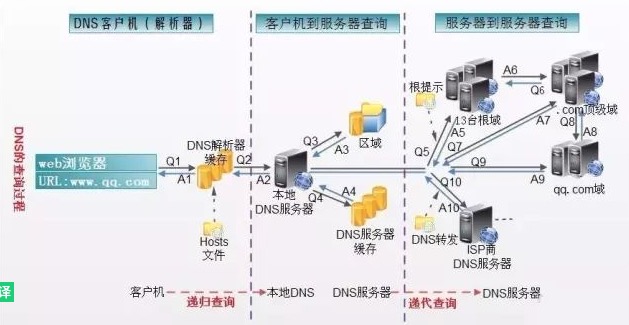 DNS客户机(解析器)
客户机到服务器查询
服务器到服务器查询
DNS的查询过程
web浏览器
URL:www.qq.com
Q1
A1
DNS解析器
缓存
Hosts
文件
Q2
A2
本地
DNS服务器
Q3
A3
区域
Q4
A4
DNS服务器
缓存
根提示
13台根域
Q5
A5
A6
Q6
.com顶级域
Q7
A7
Q8
A8
Q9
A9
qq.com域
Q10
A10
DNS转发
ISP商
DNS服务器
译
客户机
递归查询
本地DNS
DNS服务器
递代查询
DNS服务器